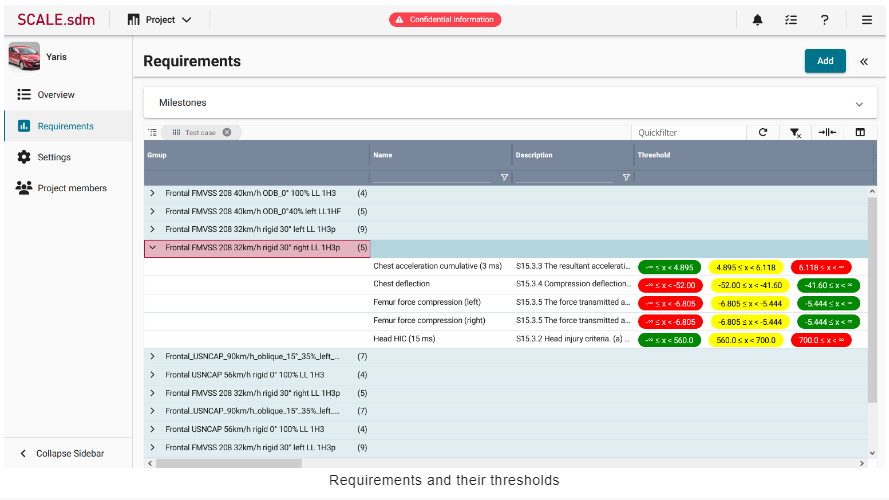 SCALE.sdm Project Confidential information ?
Yaris
Overview
Requirements
Settings
Project members
Collapse Sidebar
Requirements Add
Milestones
Test case Quickfilter
Group Name Description Threshold
Frontal FMVSS 208 40km/h ODB_0° 100% LL 1H3 (4)
Frontal FMVSS 208 40km/h ODB_0°40% left LL1HF (5)
Frontal FMVSS 208 32km/h rigid 30° left LL 1H3p (9)
Frontal FMVSS 208 32km/h rigid 30° right LL 1H3p (5)
Chest acceleration cumulative (3 ms) S15.3.3 The resultant accelerati... -∞ ≤ x < 4.895 4.895 ≤ x < 6.118 6.118 ≤ x < ∞
Chest deflection S15.3.4 Compression deflection... -∞ ≤ x < -52.00 -52.00 ≤ x < -41.60 -41.60 ≤ x < ∞
Femur force compression (left) S15.3.5 The force transmitted a... -∞ ≤ x < -6.805 -6.805 ≤ x < -5.444 -5.444 ≤ x < ∞
Femur force compression (right) S15.3.5 The force transmitted a... -∞ ≤ x < -6.805 -6.805 ≤ x < -5.444 -5.444 ≤ x < ∞
Head HIC (15 ms) S15.3.2 Head injury criteria. (a) ... -∞ ≤ x < 560.0 560.0 ≤ x < 700.0 700.0 ≤ x < ∞
Frontal_USNCAP_90km/h_oblique_15°_35%_left_... (7)
Frontal USNCAP 56km/h rigid 0° 100% LL 1H3 (4)
Frontal FMVSS 208 32km/h rigid 30° right LL 1H3p (5)
Frontal_USNCAP_90km/h_oblique_15°_35%_left_... (7)
Frontal USNCAP 56km/h rigid 0° 100% LL 1H3 (4)
Frontal FMVSS 208 32km/h rigid 30° left LL 1H3p (9)
Requirements and their thresholds